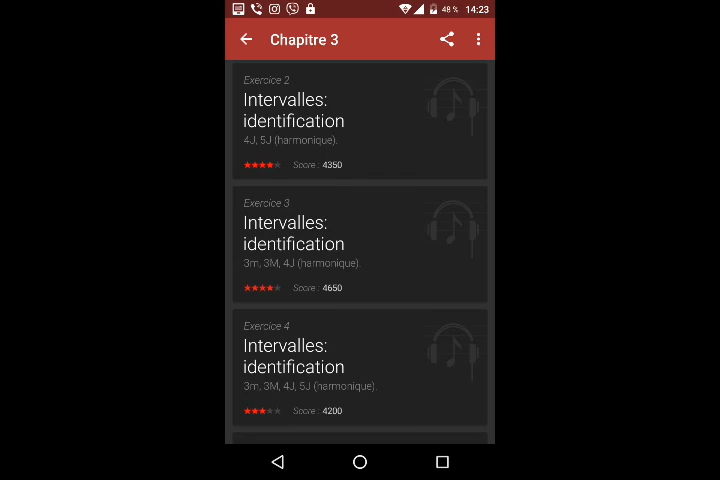 48 % 14:23
Chapitre 3
Exercice 2
Intervalles:
identification
4J, 5J (harmonique).
Score : 4350
Exercice 3
Intervalles:
identification
3m, 3M, 4J (harmonique).
Score : 4650
Exercice 4
Intervalles:
identification
3m, 3M, 4J, 5J (harmonique).
Score : 4200